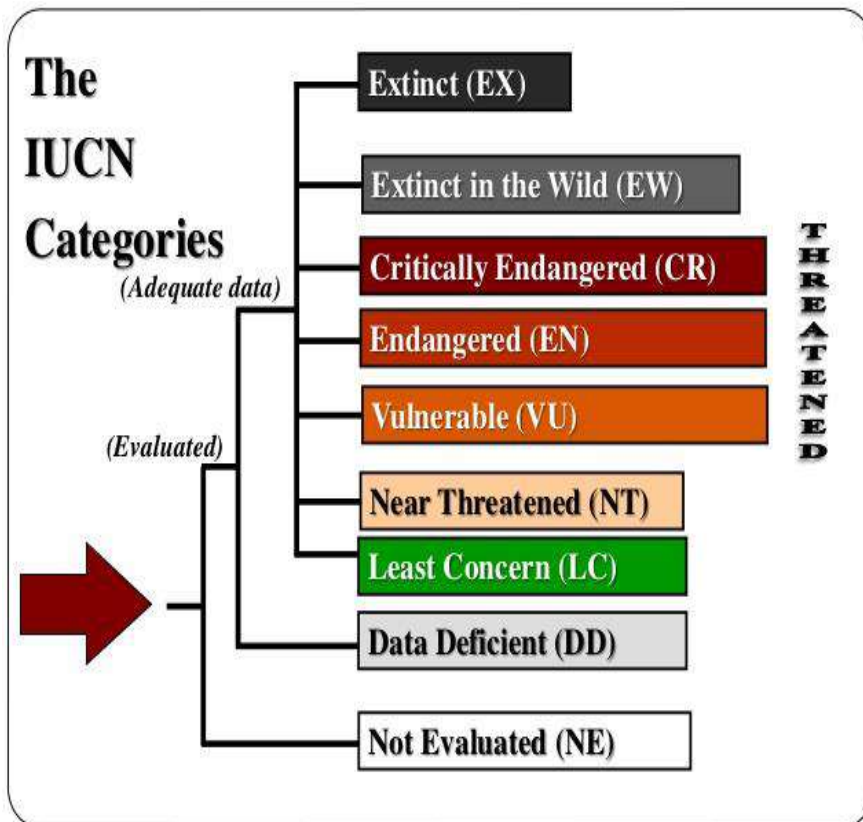 The
IUCN
Categories
(Adequate data)
(Evaluated)
Extinct (EX)
Extinct in the Wild (EW)
Critically Endangered (CR)
Endangered (EN)
Vulnerable (VU)
Near Threatened (NT)
Least Concern (LC)
Data Deficient (DD)
Not Evaluated (NE)
THREATENED